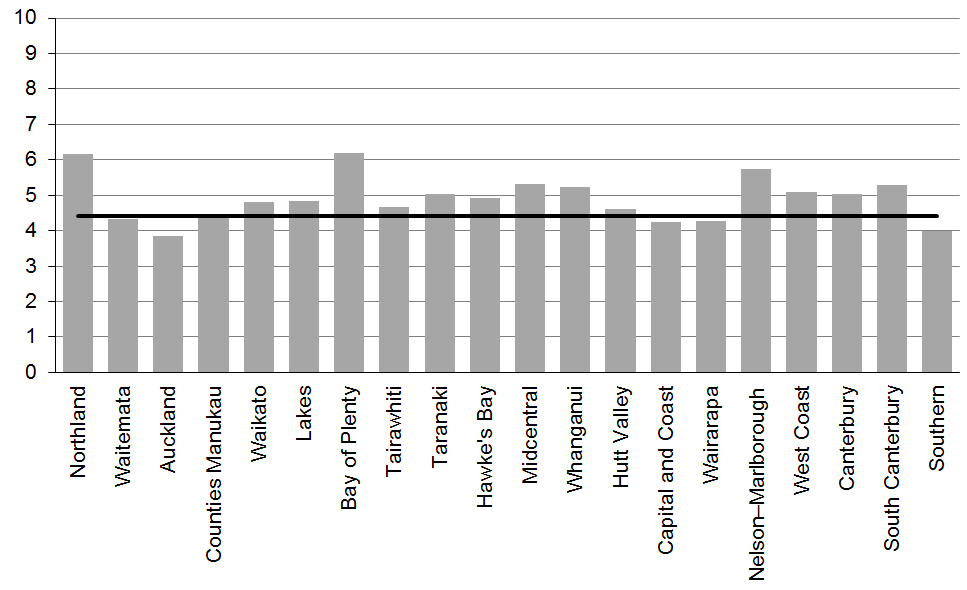 10
9
8
7
6
5
4
3
2
1
0
Northland
Waitemata
Auckland
Counties Manukau
Waikato
Lakes
Bay of Plenty
Tairawhiti
Taranaki
Hawke's Bay
Midcentral
Whanganui
Hutt Valley
Capital and Coast
Wairarapa
Nelson–Marlborough
West Coast
Canterbury
South Canterbury
Southern